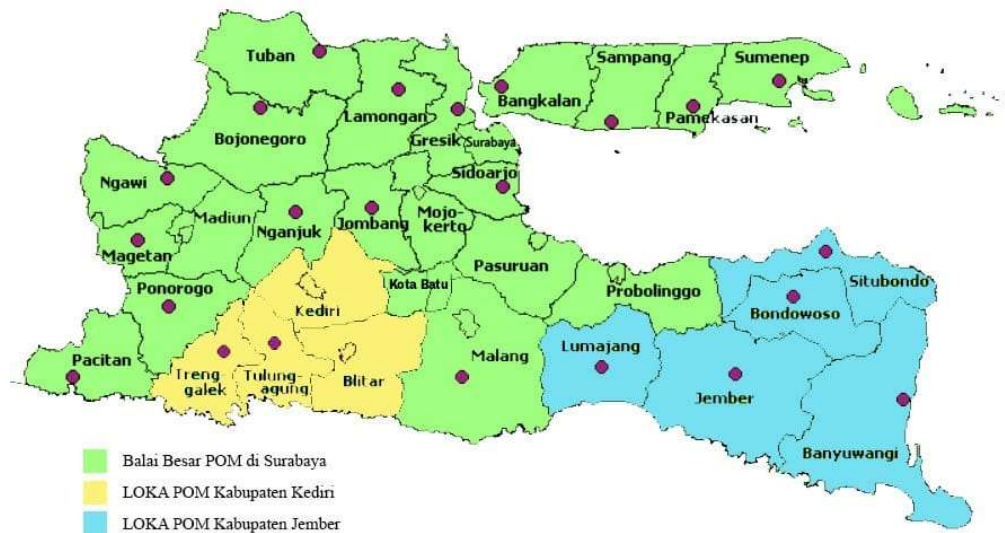 Tuban
Lamongan
Bojonegoro
Gresik
Surabaya
Sidoarjo
Bangkalan
Sampang
Pamekasan
Sumenep
Ngawi
Madiun
Magetan
Nganjuk
Jombang
Mojo-
kerto
Pasuruan
Probolinggo
Ponorogo
Pacitan
Kediri
Kota Batu
Treng
galek
Tulung-
agung
Blitar
Malang
Lumajang
Jember
Bondowoso
Situbondo
Banyuwangi
Balai Besar POM di Surabaya
LOKA POM Kabupaten Kediri
LOKA POM Kabupaten Jember